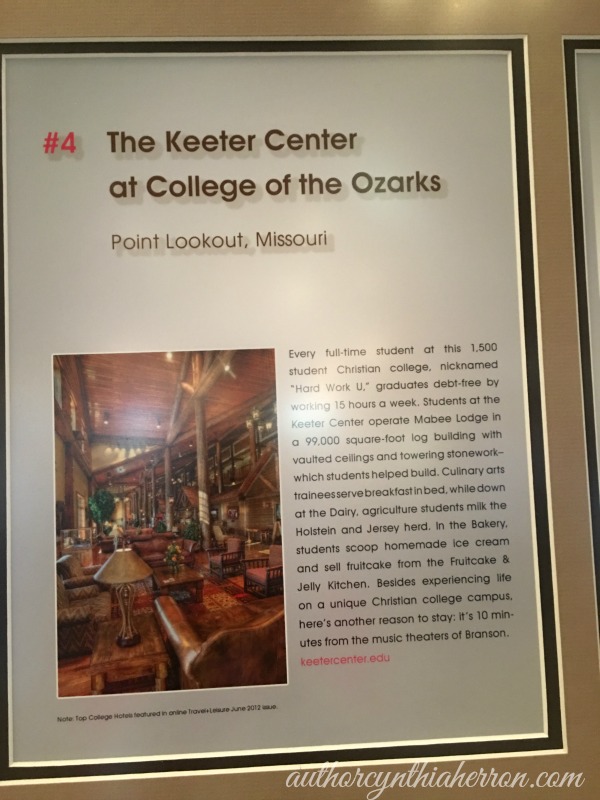 #4 The Keeter Center
at College of the Ozarks
Point Lookout, Missouri
Every full-time student at this 1,500
student Christian college, nicknamed
"Hard Work U," graduates debt-free by
working 15 hours a week. Students at the
Keeter Center operate Mabee Lodge in
a 99,000 square-foot log building with
vaulted ceilings and towering stonework–
which students helped build. Culinary arts
trainees serve breakfast in bed, while down
at the Dairy, agriculture students milk the
Holstein and Jersey herd. In the Bakery,
students scoop homemade ice cream
and sell fruitcake from the Fruitcake &
Jelly Kitchen. Besides experiencing life
on a unique Christian college campus,
here's another reason to stay: it's 10 min-
utes from the music theaters of Branson.
keetercenter.edu
Note: Top College Hotels featured in online Travel+Leisure June 2012 issue.
authorcynthiaherron.com